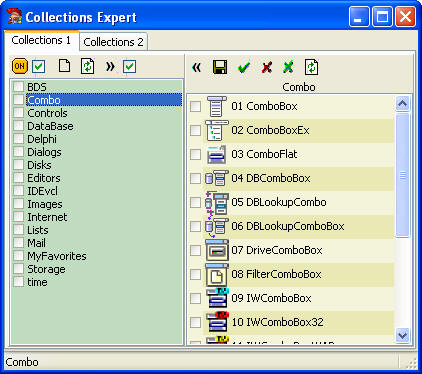 Collections Expert
Collections 1
Collections 2
ON
»
«
Combo
BDS
Combo
Controls
DataBase
Delphi
Dialogs
Disks
Editors
IDEvcl
Images
Internet
Lists
Mail
MyFavorites
Storage
time
01 ComboBox
02 ComboBoxEx
03 ComboFlat
04 DBComboBox
05 DBLookupCombo
06 DBLookupComboBox
07 DriveComboBox
08 FilterComboBox
09 IWComboBox
10 IWComboBox32
Combo